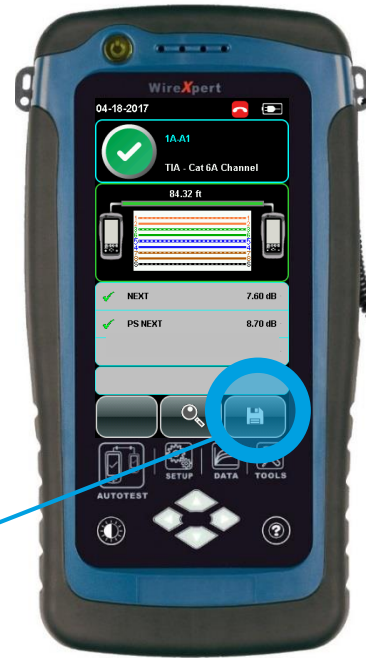 WireXpert
04-18-2017
1A-A1
TIA - Cat 6A Channel
84.32 ft
NEXT 7.60 dB
PS NEXT 8.70 dB
AUTOTEST
SETUP
DATA
TOOLS
?